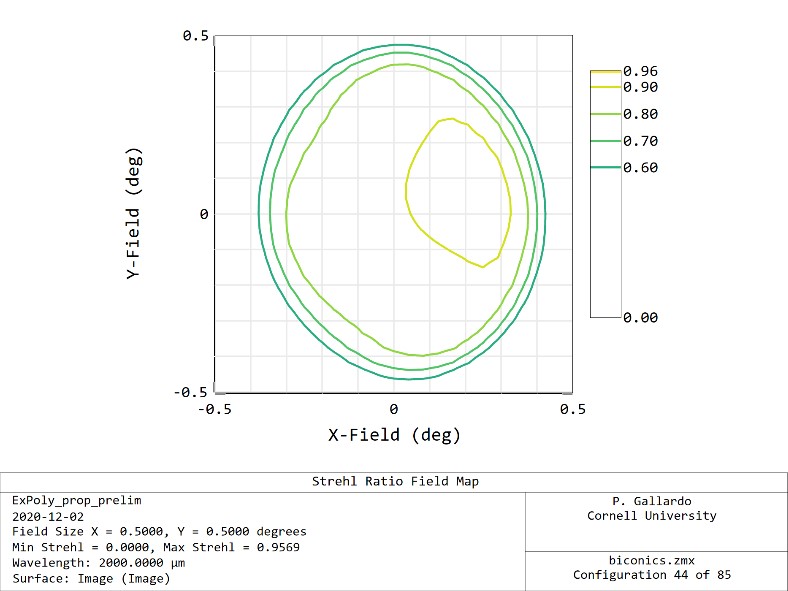 0.5
0
-0.5
-0.5
0
0.5
Y-Field (deg)
X-Field (deg)
0.96
0.90
0.80
0.70
0.60
0.00
Strehl Ratio Field Map
ExPoly_prop_prelim
2020-12-02
Field Size X = 0.5000, Y = 0.5000 degrees
Min Strehl = 0.0000, Max Strehl = 0.9569
Wavelength: 2000.0000 µm
Surface: Image (Image)
P. Gallardo
Cornell University
biconics.zmx
Configuration 44 of 85